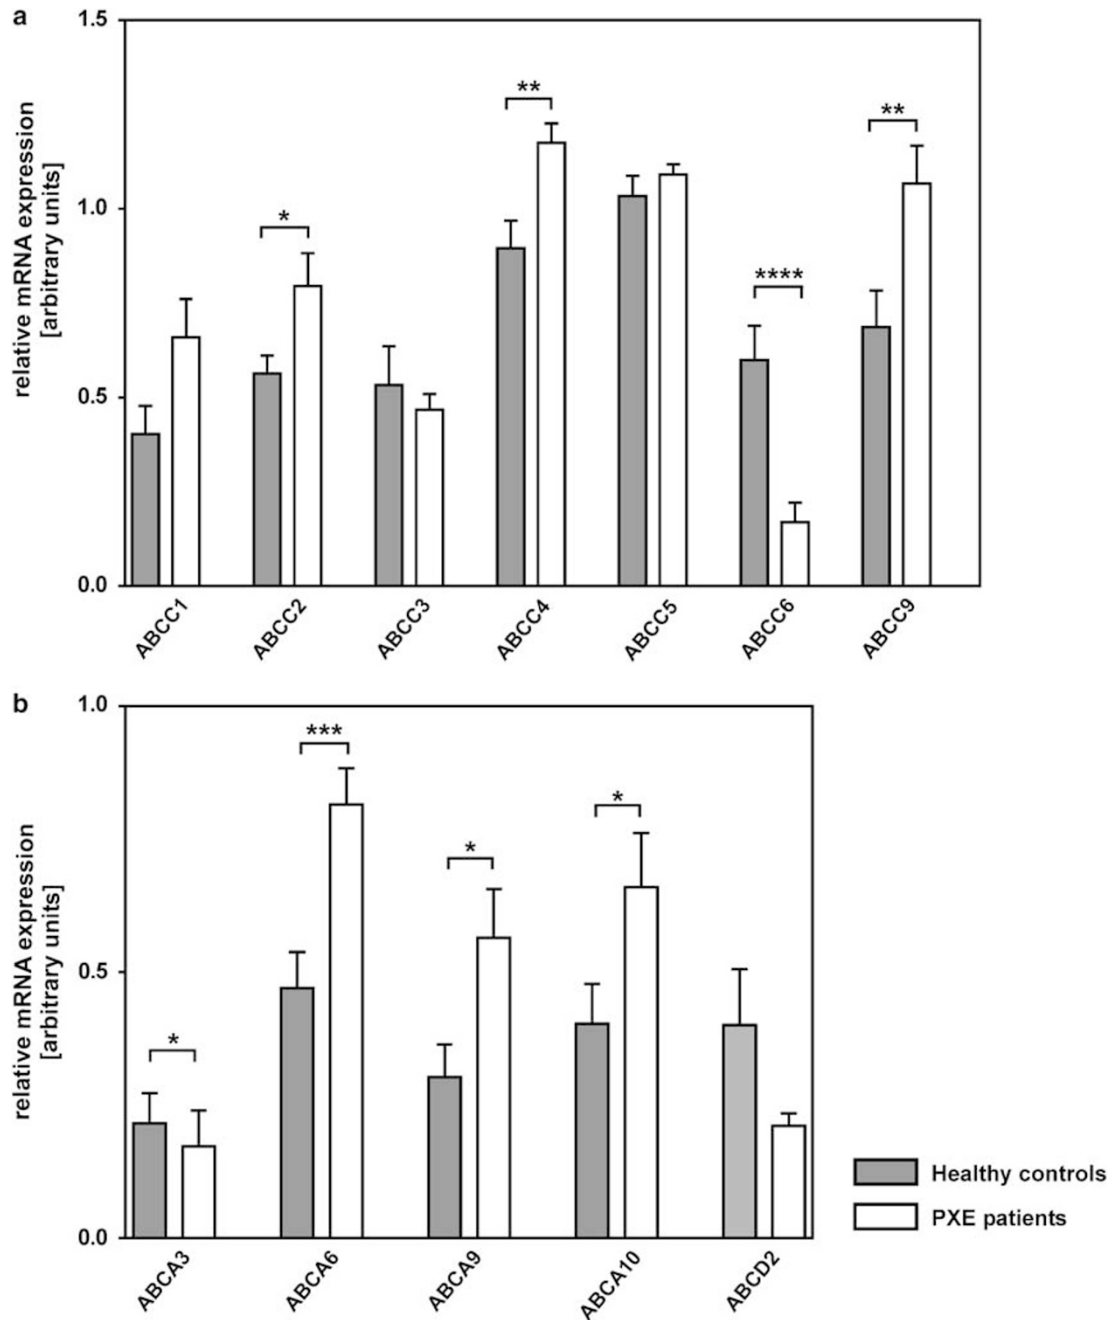 a
relative mRNA expression
[arbitrary units]
1.5
1.0
0.5
0.0
*
**
****
**
ABCC1
ABCC2
ABCC3
ABCC4
ABCC5
ABCC6
ABCC9
b
relative mRNA expression
[arbitrary units]
1.0
0.5
0.0
*
***
*
*
ABCA3
ABCA6
ABCA9
ABCA10
ABCD2
Healthy controls
PXE patients